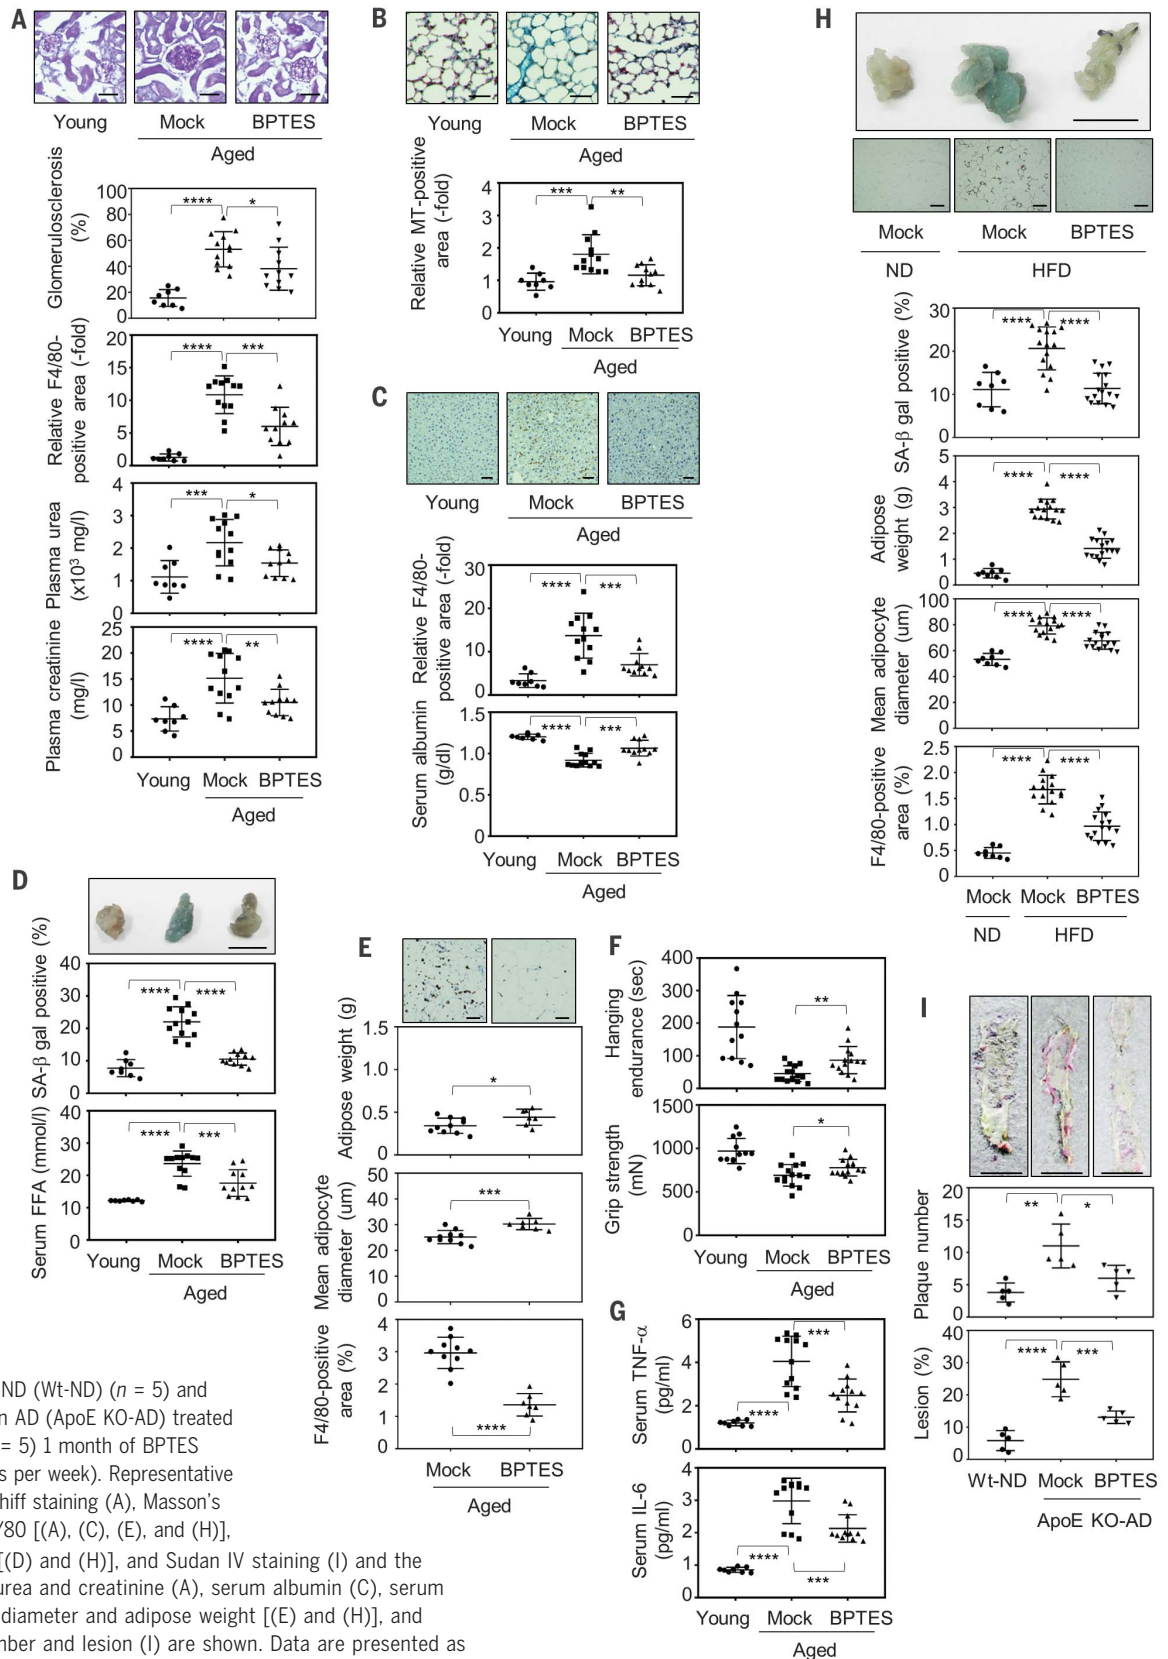 A
Young
Mock
BPTES
Aged
Glomerulosclerosis
(%)
100
80
60
40
20
0
****
*
Relative F4/80-
positive area (-fold)
20
15
10
5
0
****
***
Plasma urea
(x10³ mg/l)
4
3
2
1
0
***
*
Plasma creatinine
(mg/l)
25
20
15
10
5
0
****
**
Young
Mock
BPTES
Aged
B
Young
Mock
BPTES
Aged
Relative MT-positive
area (-fold)
4
3
2
1
0
***
**
Young
Mock
BPTES
Aged
C
Young
Mock
BPTES
Aged
Relative F4/80-
positive area (-fold)
30
20
10
0
****
***
Serum albumin
(g/dl)
1.5
1.0
0.5
0
****
***
Young
Mock
BPTES
Aged
D
SA-β gal positive (%)
40
30
20
10
0
****
****
Serum FFA (mmol/l)
40
30
20
10
0
****
***
Young
Mock
BPTES
Aged
E
Adipose weight (g)
1.5
1.0
0.5
0
*
Mean adipocyte
diameter (um)
50
40
30
20
10
0
***
F4/80-positive
area (%)
4
3
2
1
0
****
Mock
BPTES
Aged
F
Hanging
endurance (sec)
400
300
200
100
0
**
Grip strength
(mN)
1500
1000
500
0
*
Young
Mock
BPTES
Aged
G
Serum TNF-α
(pg/ml)
6
4
2
0
****
***
Serum IL-6
(pg/ml)
4
3
2
1
0
****
***
Young
Mock
BPTES
Aged
H
Mock
Mock
BPTES
ND
HFD
SA-β gal positive (%)
30
20
10
0
****
****
Adipose
weight (g)
5
4
3
2
1
0
****
****
Mean adipocyte
diameter (um)
100
80
60
40
20
0
****
****
F4/80-positive
area (%)
2.5
2.0
1.5
1.0
0.5
0
****
****
Mock
Mock
BPTES
ND
HFD
I
Plaque number
20
15
10
5
0
**
*
Lesion (%)
40
30
20
10
0
****
***
Wt-ND
Mock
BPTES
ApoE KO-AD
ND (Wt-ND) (n = 5) and
n AD (ApoE KO-AD) treated
= 5) 1 month of BPTES
s per week). Representative
hiff staining (A), Masson's
/80 [(A), (C), (E), and (H)],
[(D) and (H)], and Sudan IV staining (I) and the
urea and creatinine (A), serum albumin (C), serum
diameter and adipose weight [(E) and (H)], and
mber and lesion (I) are shown. Data are presented as